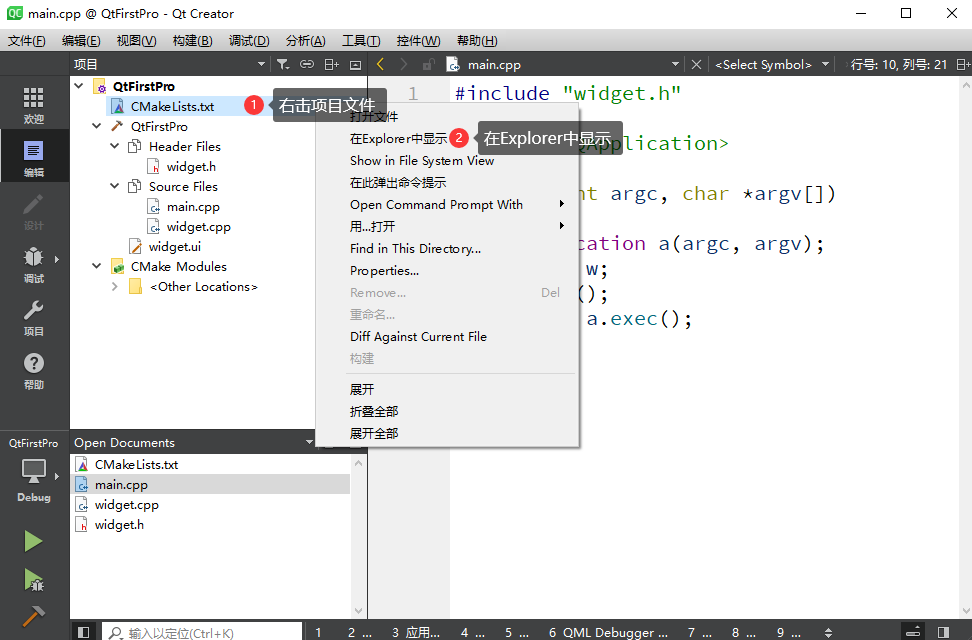 main.cpp @ QtFirstPro - Qt Creator
文件(F) 编辑(E) 视图(V) 构建(B) 调试(D) 分析(A) 工具(T) 控件(W) 帮助(H)
项目
main.cpp
<Select Symbol>
行号: 10, 列号: 21
欢迎
编辑
设计
调试
项目
帮助
QtFirstPro
Debug
QtFirstPro
CMakeLists.txt
QtFirstPro
Header Files
widget.h
Source Files
main.cpp
widget.cpp
widget.ui
CMake Modules
<Other Locations>
1 右击项目文件
打开文件
在Explorer中显示
2 在Explorer中显示
Show in File System View
在此弹出命令提示
Open Command Prompt With
用...打开
Find in This Directory...
Properties...
Remove... Del
重命名...
Diff Against Current File
构建
展开
折叠全部
展开全部
1 #include "widget.h"
Application>
nt argc, char *argv[])
ication a(argc, argv);
w;
();
a.exec();
Open Documents
CMakeLists.txt
main.cpp
widget.cpp
widget.h
输入以定位(Ctrl+K)
1 2 ... 3 应用... 4 ... 5 ... 6 QML Debugger ... 7 ... 8 ... 9 ...